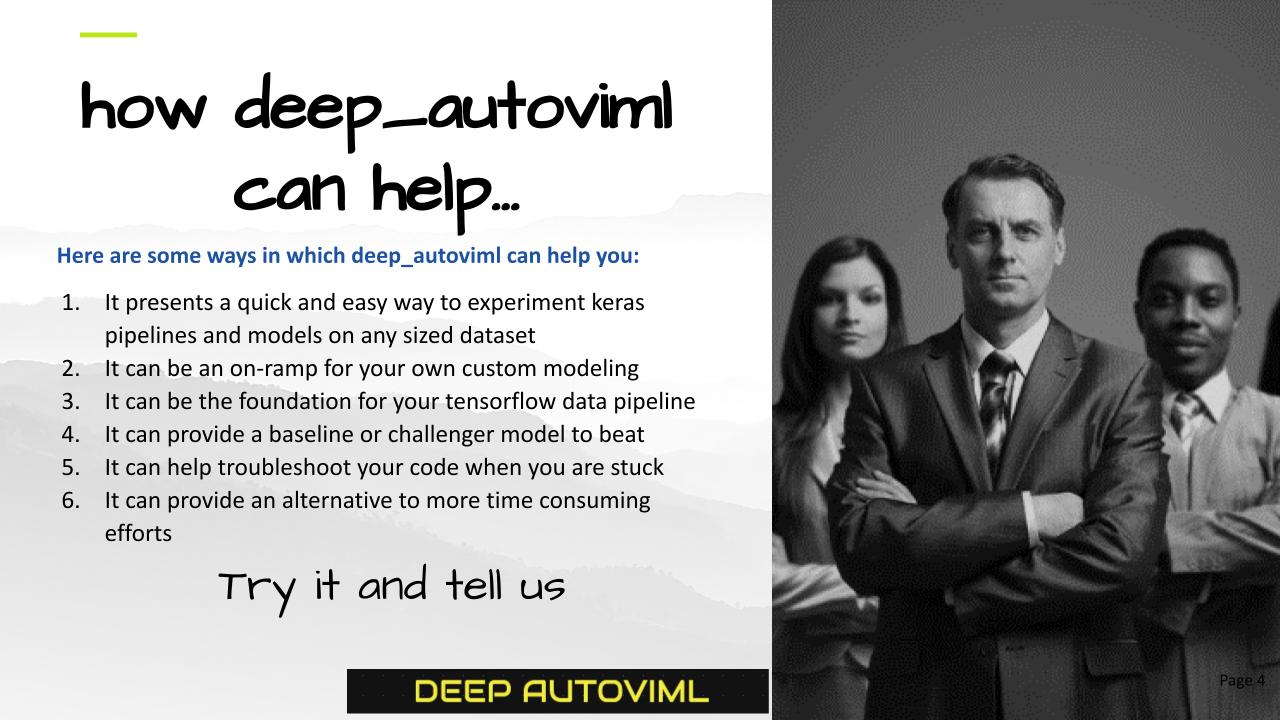 how deep_autoviml
can help...
Here are some ways in which deep_autoviml can help you:
1. It presents a quick and easy way to experiment keras
pipelines and models on any sized dataset
2. It can be an on-ramp for your own custom modeling
3. It can be the foundation for your tensorflow data pipeline
4. It can provide a baseline or challenger model to beat
5. It can help troubleshoot your code when you are stuck
6. It can provide an alternative to more time consuming
efforts
Try it and tell us
DEEP AUTOVIML
Page 4